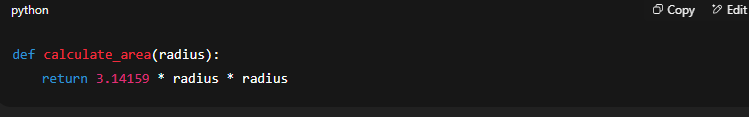 python Copy Edit
def calculate_area(radius):
    return 3.14159 * radius * radius